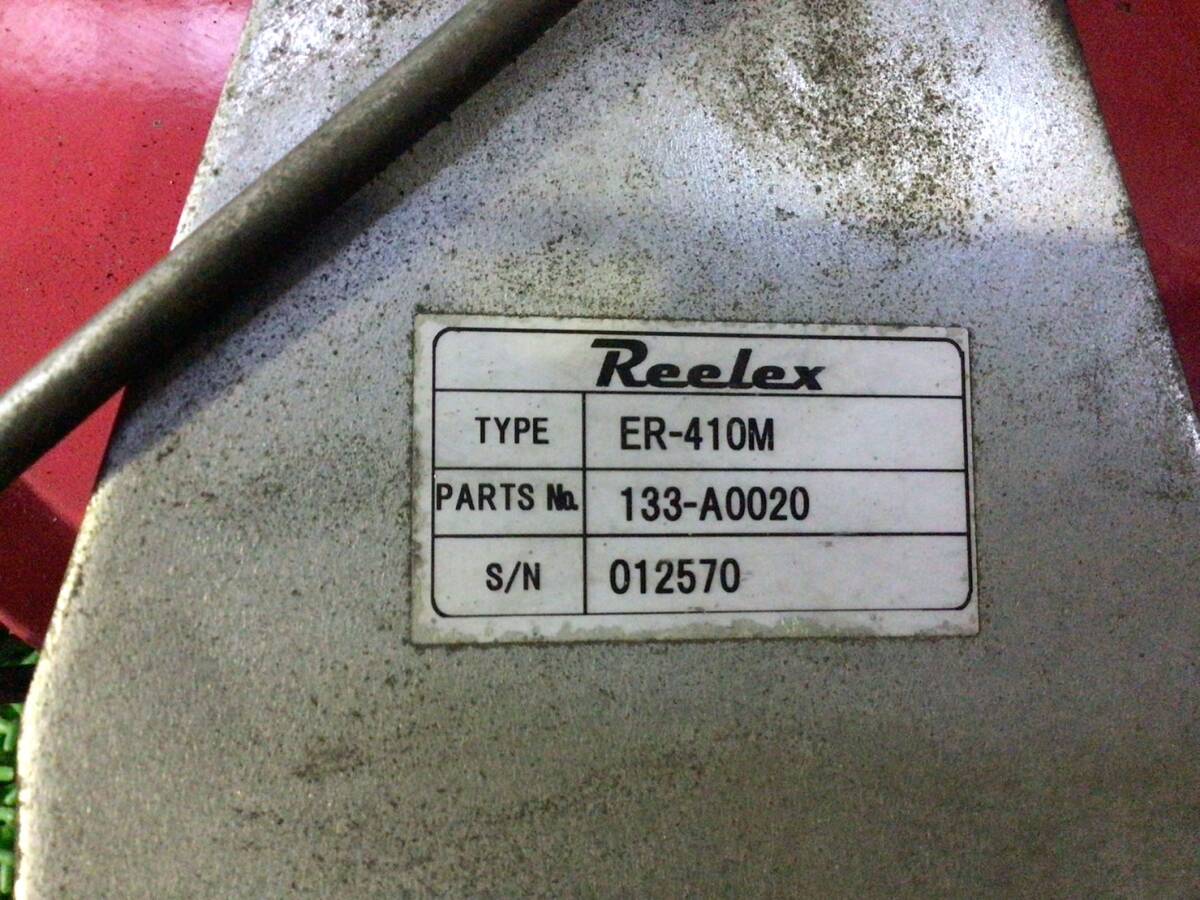 Reelex
TYPE ER-410M
PARTS No. 133-A0020
S/N 012570